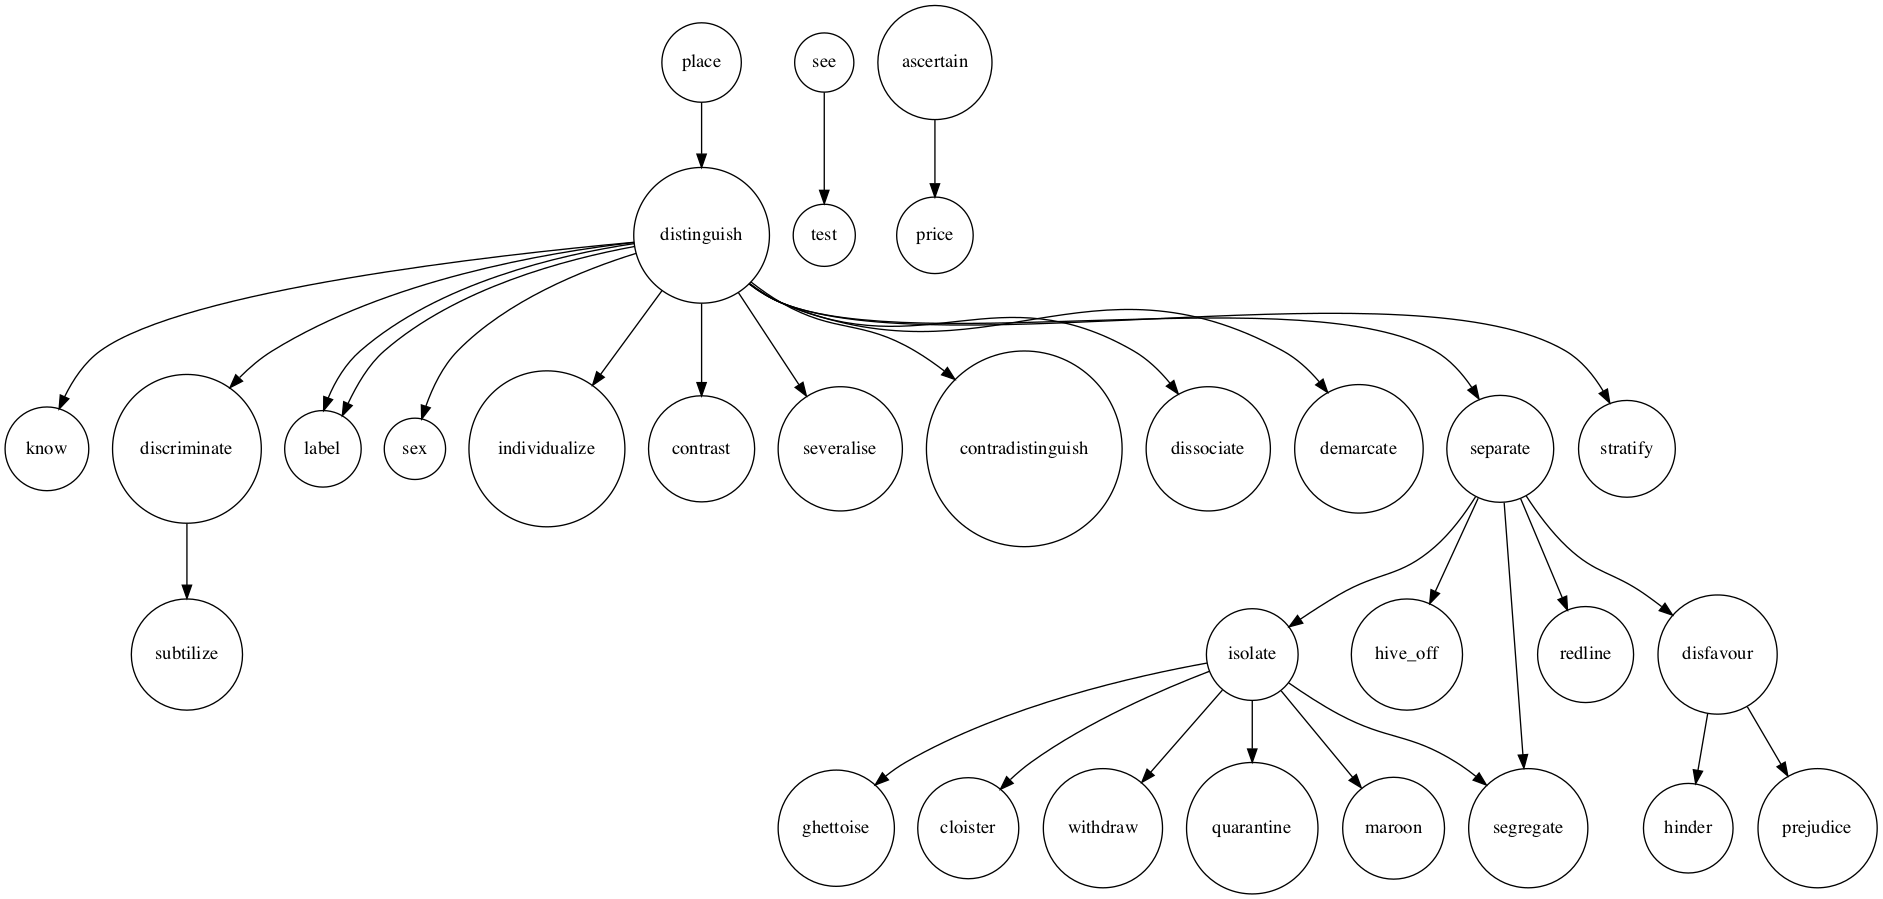 place
see
ascertain
distinguish
test
price
know
discriminate
label
sex
individualize
contrast
severalise
contradistinguish
dissociate
demarcate
separate
stratify
subtilize
isolate
hive_off
redline
disfavour
ghettoise
cloister
withdraw
quarantine
maroon
segregate
hinder
prejudice